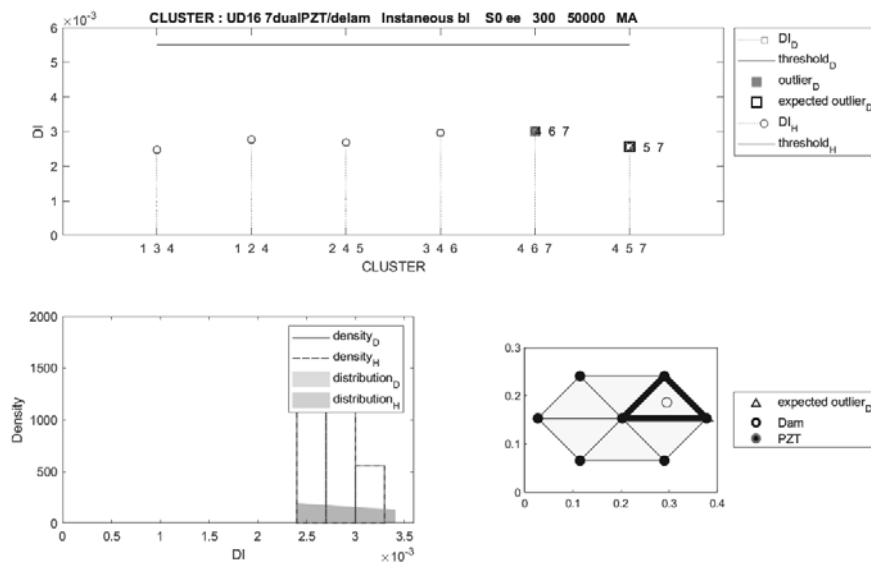 CLUSTER : UD16 7dualPZT/delam Instaneous bl S0 ee 300 50000 MA
×10⁻³
6
5
4
3
2
1
0
DI
4 6 7
5 7
1 3 4
1 2 4
2 4 5
3 4 6
4 6 7
4 5 7
CLUSTER
DI_D
threshold_D
outlier_D
expected outlier_D
DI_H
threshold_H
2000
1500
1000
500
0
Density
density_D
density_H
distribution_D
distribution_H
0 0.5 1 1.5 2 2.5 3 3.5
DI
×10⁻³
0.3
0.2
0.1
0
0 0.1 0.2 0.3 0.4
expected outlier_D
Dam
PZT